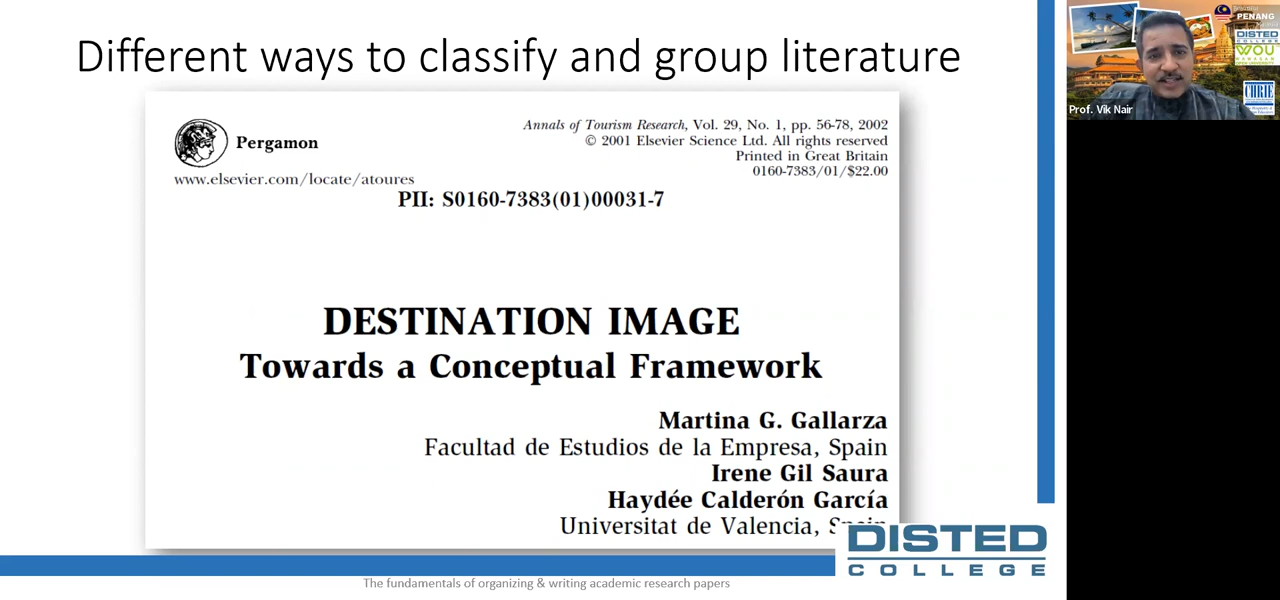 Different ways to classify and group literature
Pergamon
www.elsevier.com/locate/atoures
Annals of Tourism Research, Vol. 29, No. 1, pp. 56-78, 2002
© 2001 Elsevier Science Ltd. All rights reserved
Printed in Great Britain
0160-7383/01/$22.00
PII: S0160-7383(01)00031-7
DESTINATION IMAGE
Towards a Conceptual Framework
Martina G. Gallarza
Facultad de Estudios de la Empresa, Spain
Irene Gil Saura
Haydée Calderón García
Universitat de Valencia, Spain
DISTED
COLLEGE
The fundamentals of organizing & writing academic research papers
PENANG
DISTED
COLLEGE
WOU
CHRIE
Prof. Vik Nair